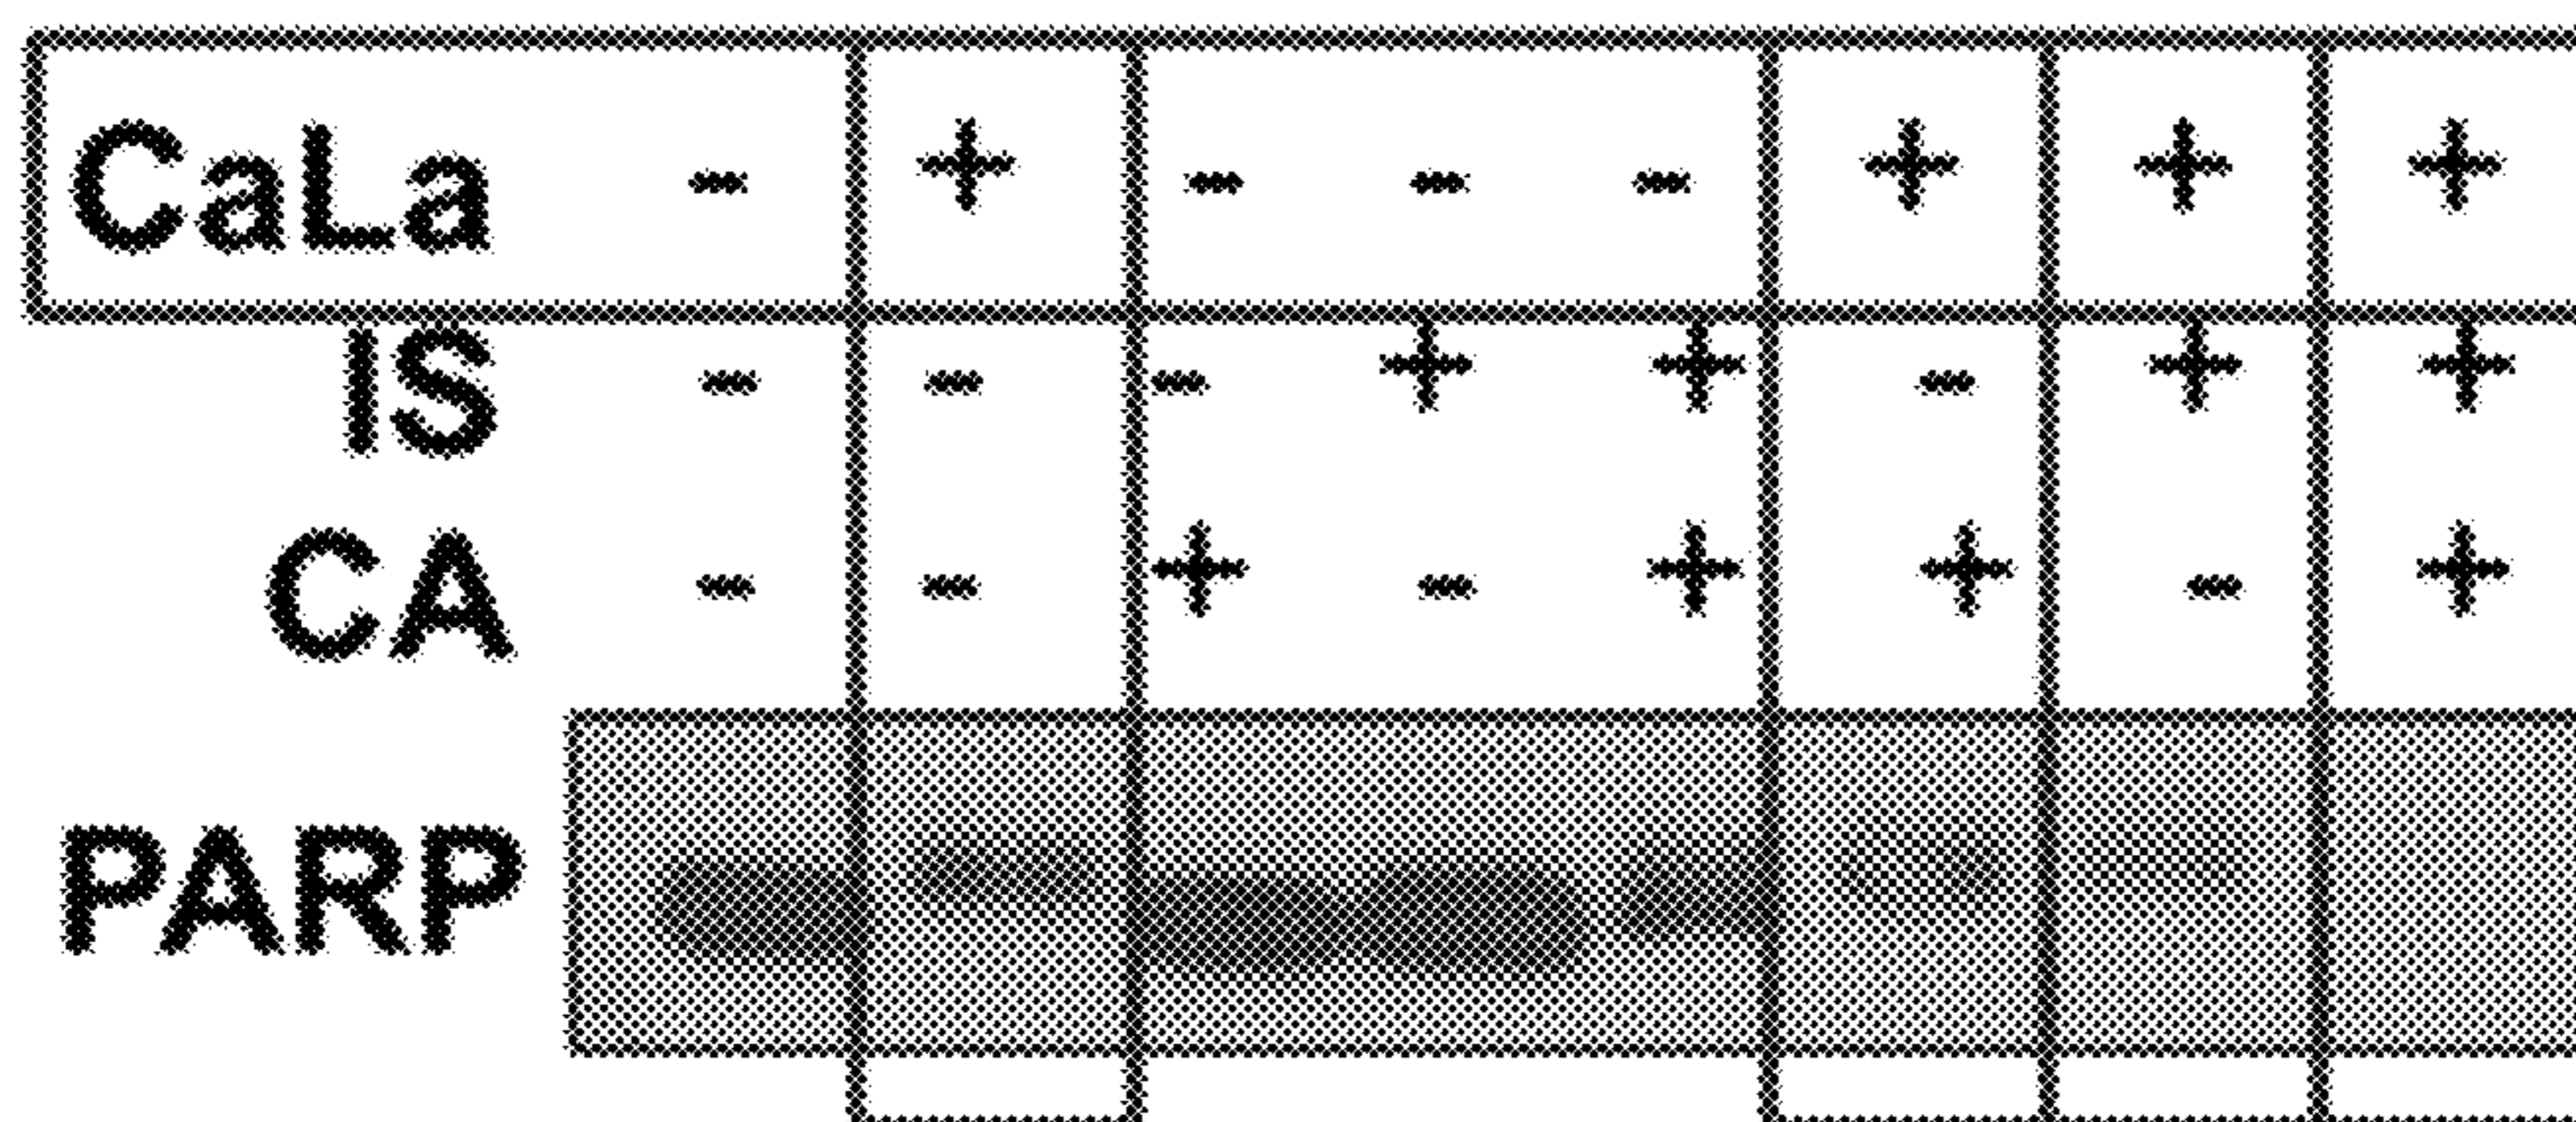 CaLa - + - - - + + +
IS - - - + + - + +
CA - - + - + + - +
PARP